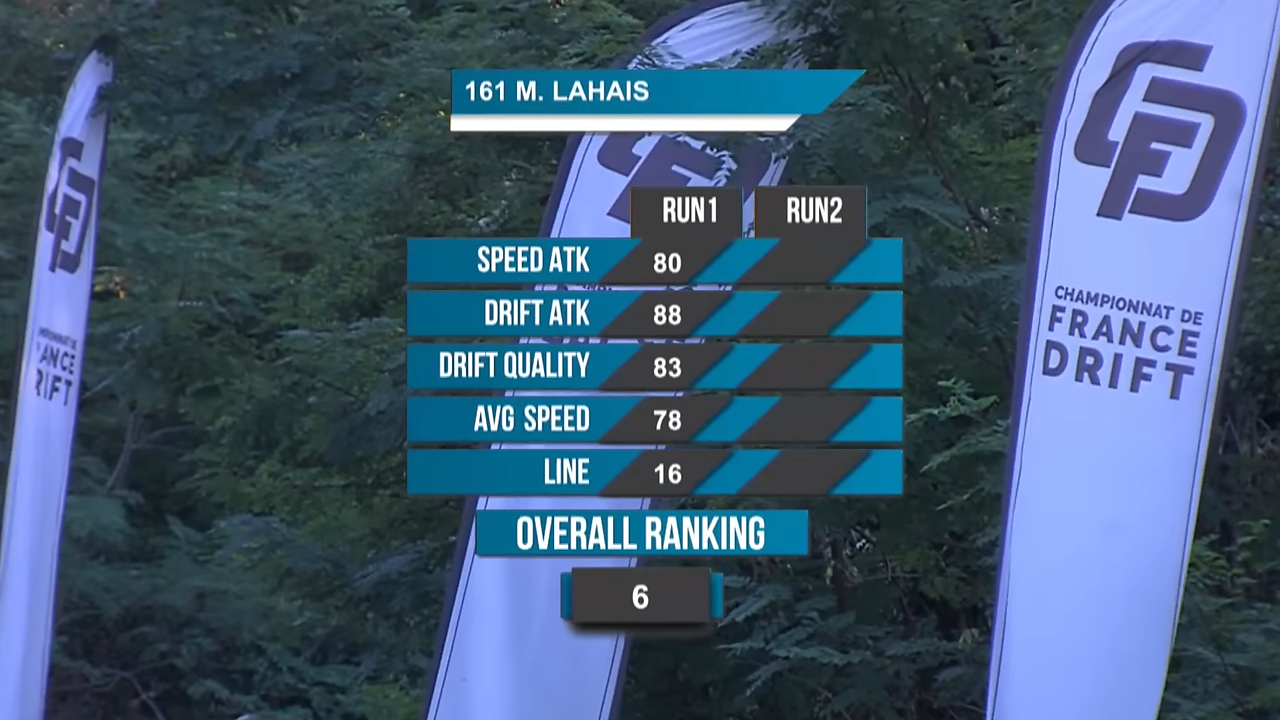 161 M. LAHAIS
RUN1 RUN2
SPEED ATK 80
DRIFT ATK 88
DRIFT QUALITY 83
AVG SPEED 78
LINE 16
OVERALL RANKING
6
CHAMPIONNAT DE
FRANCE
DRIFT